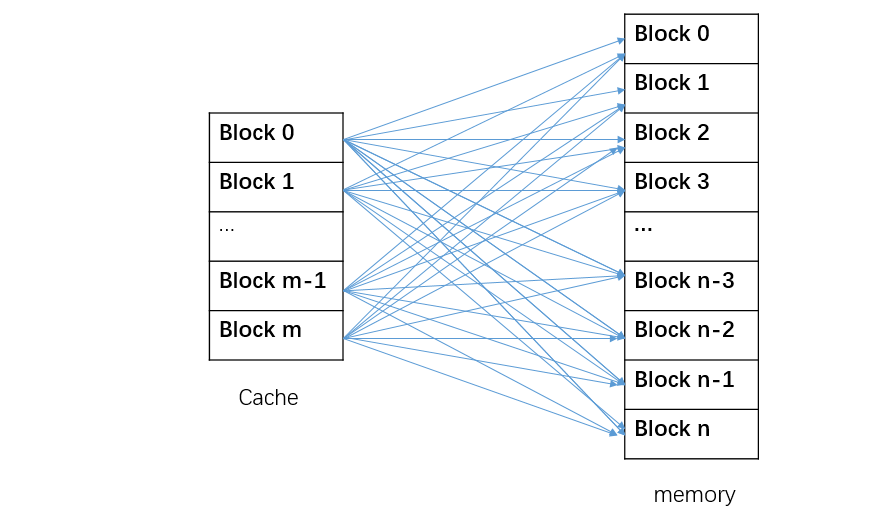 Block 0
Block 1
...
Block m-1
Block m
Cache
Block 0
Block 1
Block 2
Block 3
...
Block n-3
Block n-2
Block n-1
Block n
memory